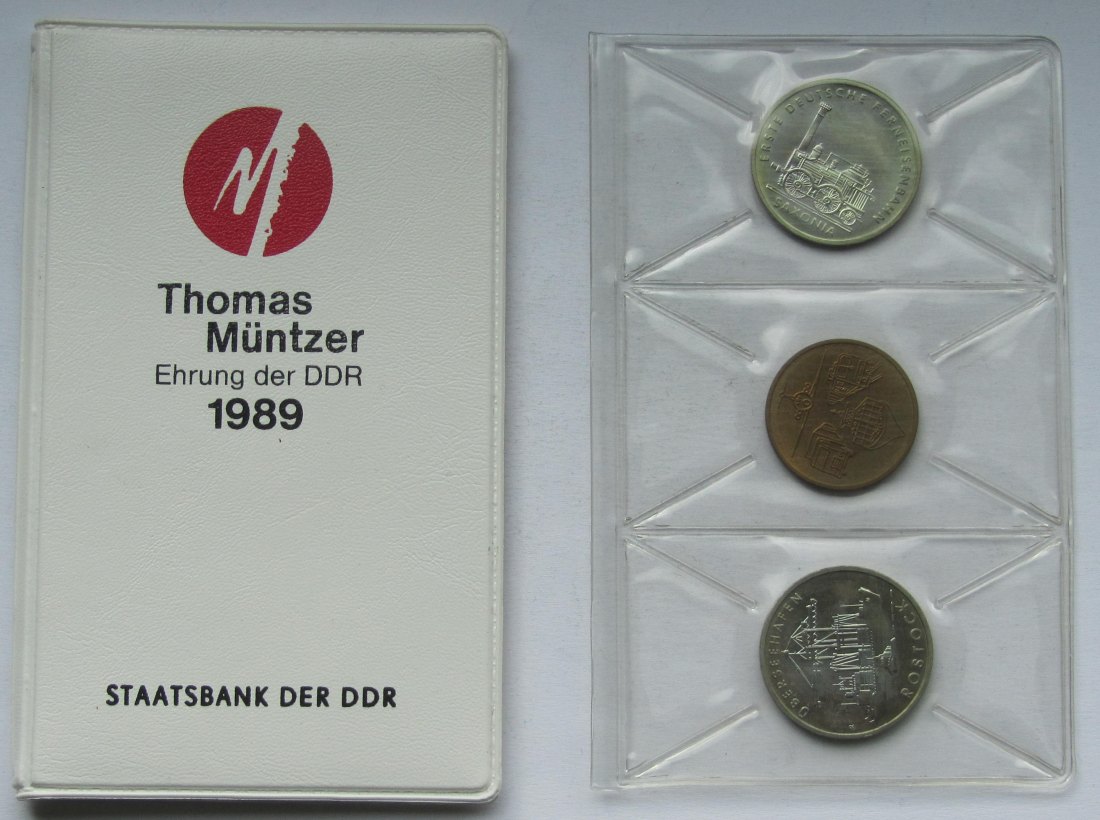 Thomas
Müntzer
Ehrung der DDR
1989
STAATSBANK DER DDR
ERSTE DEUTSCHE FERNEISENBAHN
SAXONIA
ÜBERSEEHAFEN
ROSTOCK